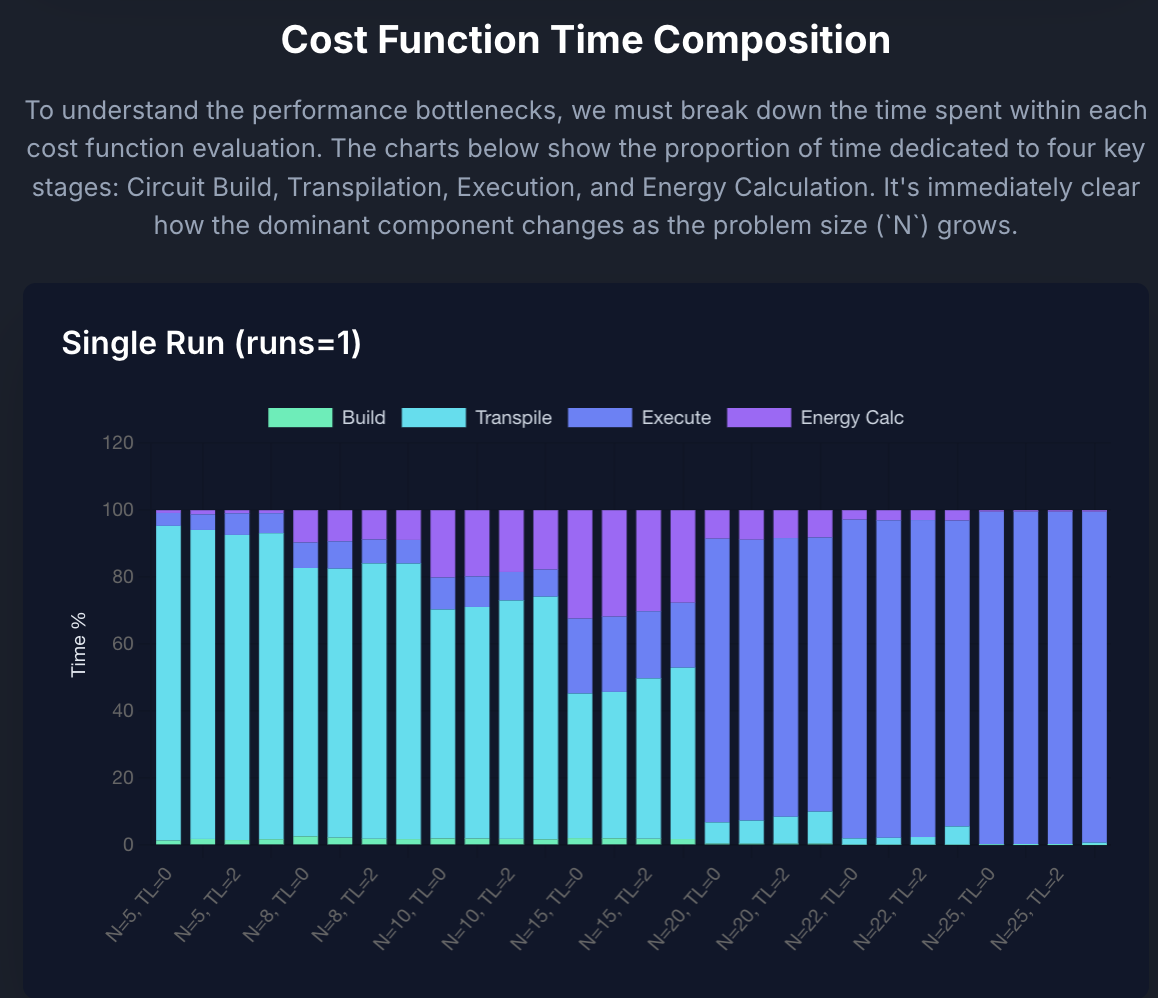 Cost Function Time Composition
To understand the performance bottlenecks, we must break down the time spent within each
cost function evaluation. The charts below show the proportion of time dedicated to four key
stages: Circuit Build, Transpilation, Execution, and Energy Calculation. It's immediately clear
how the dominant component changes as the problem size (`N`) grows.
Single Run (runs=1)
Build Transpile Execute Energy Calc
120
100
80
60
40
20
0
Time %
N=5, TL=0
N=5, TL=2
N=8, TL=0
N=8, TL=2
N=10, TL=0
N=10, TL=2
N=15, TL=0
N=15, TL=2
N=20, TL=0
N=20, TL=2
N=22, TL=0
N=22, TL=2
N=25, TL=0
N=25, TL=2